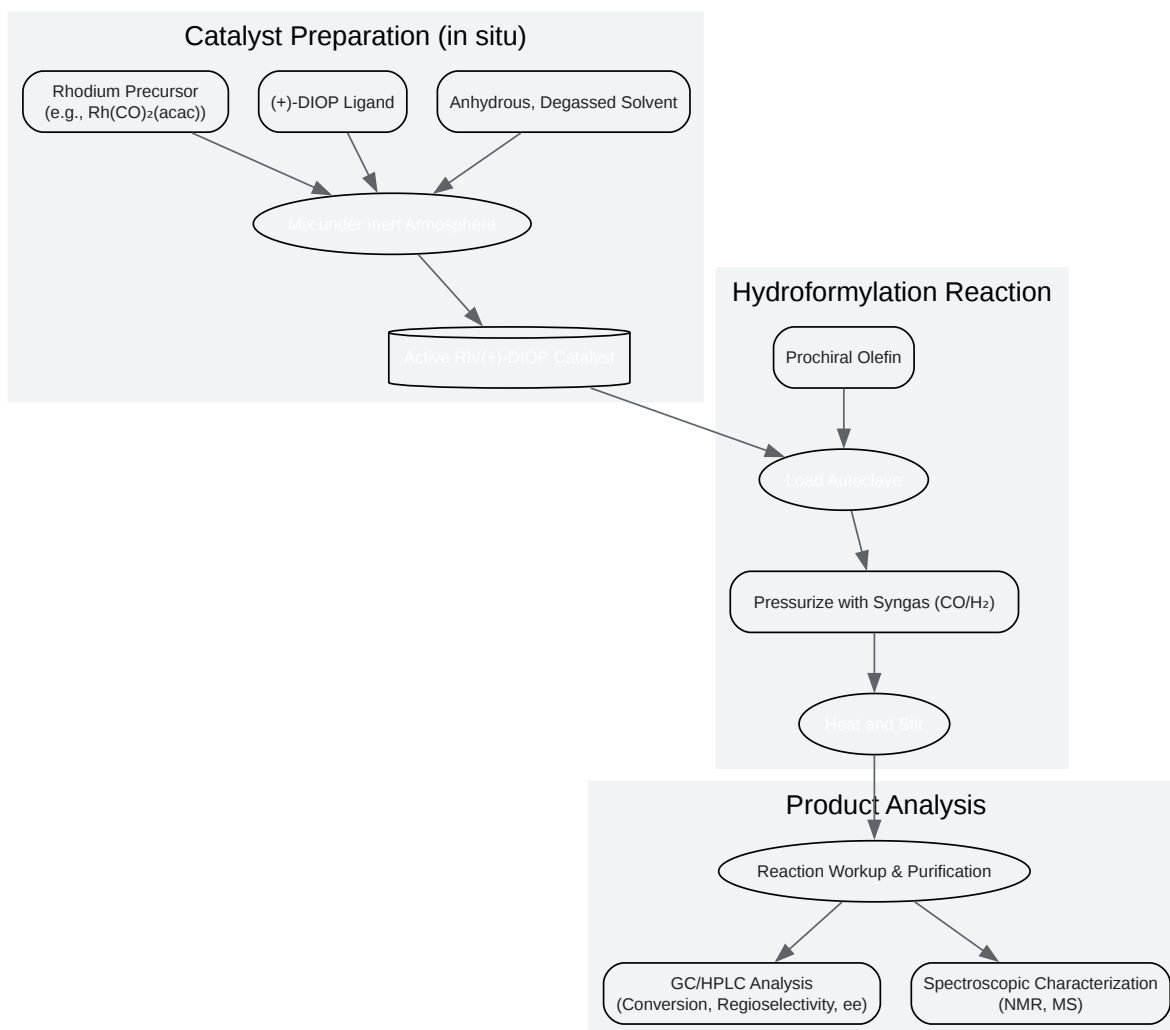 Catalyst Preparation (in situ)
Rhodium Precursor
(e.g., Rh(CO)₂(acac))
(+)-DIOP Ligand
Anhydrous, Degassed Solvent
Mix under Inert Atmosphere
Active Rh/(+)-DIOP Catalyst
Hydroformylation Reaction
Prochiral Olefin
Load Autoclave
Pressurize with Syngas (CO/H₂)
Heat and Stir
Product Analysis
Reaction Workup & Purification
GC/HPLC Analysis
(Conversion, Regioselectivity, ee)
Spectroscopic Characterization
(NMR, MS)